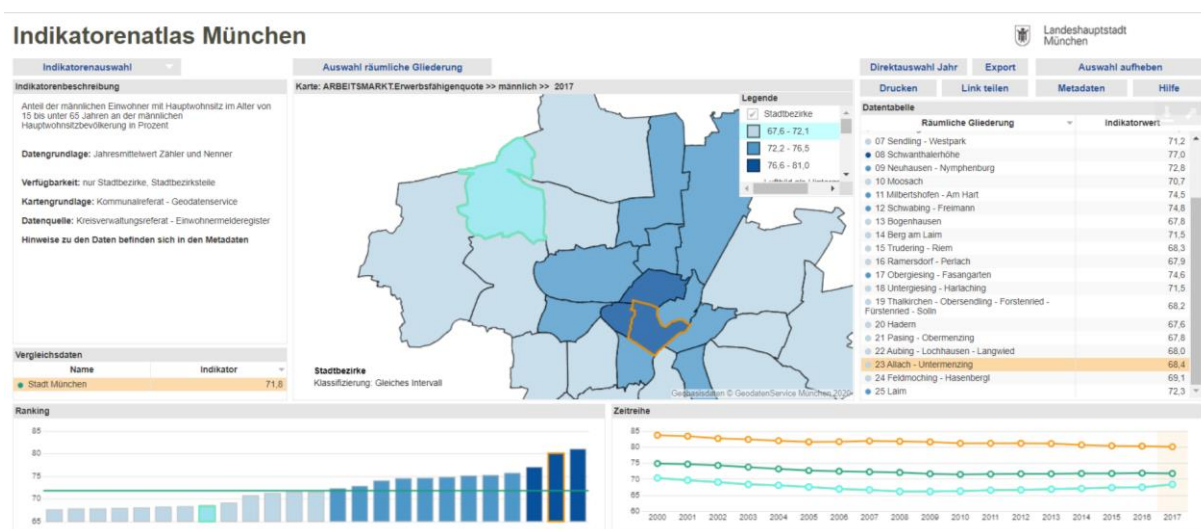 Indikatorenatlas München
Landeshauptstadt
München
Indikatorenauswahl
Auswahl räumliche Gliederung
Direktauswahl Jahr
Export
Auswahl aufheben
Drucken
Link teilen
Metadaten
Hilfe
Indikatorenbeschreibung
Anteil der männlichen Einwohner mit Hauptwohnsitz im Alter von
15 bis unter 65 Jahren an der männlichen
Hauptwohnsitzbevölkerung in Prozent
Datengrundlage: Jahresmittelwert Zähler und Nenner
Verfügbarkeit: nur Stadtbezirke, Stadtbezirksteile
Kartengrundlage: Kommunalreferat - Geodatenservice
Datenquelle: Kreisverwaltungsreferat - Einwohnermelderegister
Hinweise zu den Daten befinden sich in den Metadaten
Vergleichsdaten
Name Indikator
Stadt München 71,8
Karte: ARBEITSMARKT.Erwerbsfähigenquote >> männlich >> 2017
Legende
Stadtbezirke
67,6 - 72,1
72,2 - 76,5
76,6 - 81,0
Stadtbezirke
Klassifizierung: Gleiches Intervall
Geobasisdaten © GeodatenService München 2020
Datentabelle
Räumliche Gliederung Indikatorwert
07 Sendling - Westpark 71,2
08 Schwanthalerhöhe 77,0
09 Neuhausen - Nymphenburg 72,8
10 Moosach 70,7
11 Milbertshofen - Am Hart 74,5
12 Schwabing - Freimann 74,8
13 Bogenhausen 67,8
14 Berg am Laim 71,5
15 Trudering - Riem 68,3
16 Ramersdorf - Perlach 67,9
17 Obergiesing - Fasangarten 74,6
18 Untergiesing - Harlaching 71,5
19 Thalkirchen - Obersendling - Forstenried -
Fürstenried - Solln 68,2
20 Hadern 67,6
21 Pasing - Obermenzing 67,8
22 Aubing - Lochhausen - Langwied 68,0
23 Allach - Untermenzing 68,4
24 Feldmoching - Hasenbergl 69,1
25 Laim 72,3
Ranking
85
80
75
70
65
Zeitreihe
85
80
75
70
65
60
2000 2001 2002 2003 2004 2005 2006 2007 2008 2009 2010 2011 2012 2013 2014 2015 2016 2017